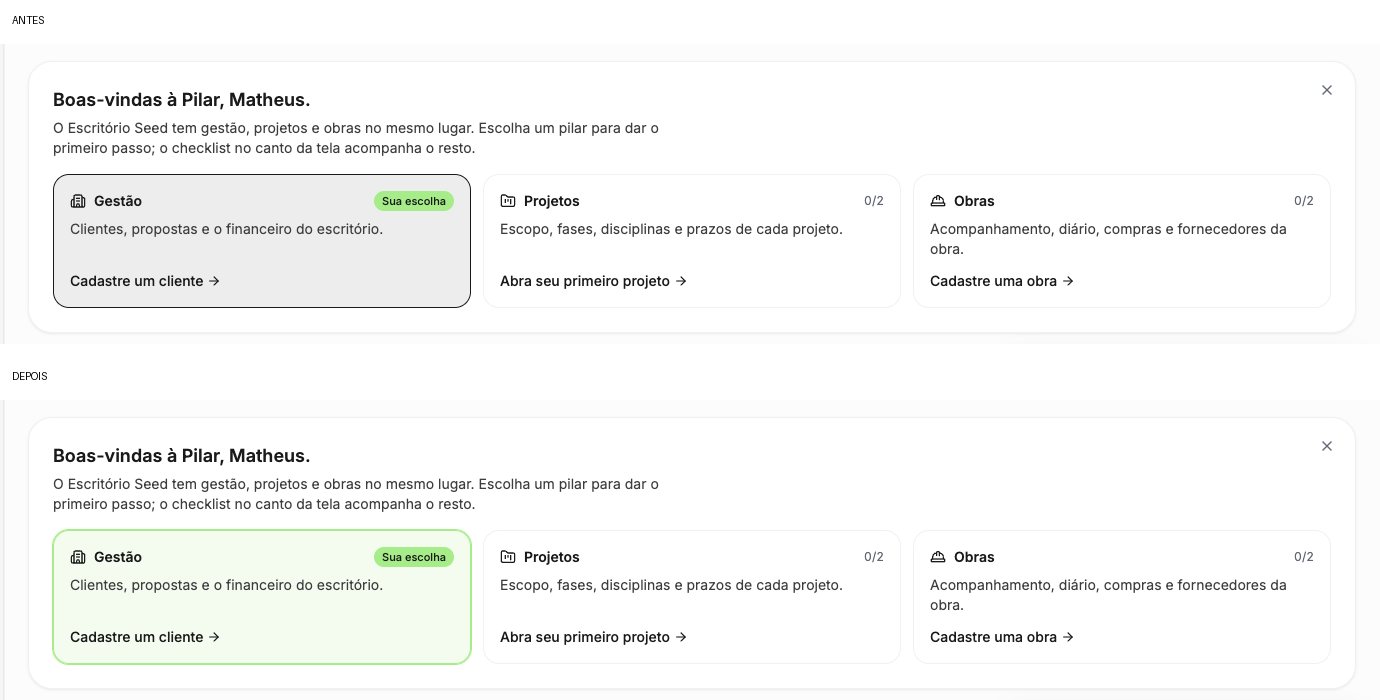 ANTES
Boas-vindas à Pilar, Matheus.
O Escritório Seed tem gestão, projetos e obras no mesmo lugar. Escolha um pilar para dar o
primeiro passo; o checklist no canto da tela acompanha o resto.
Gestão
Sua escolha
Clientes, propostas e o financeiro do escritório.
Cadastre um cliente →
Projetos
0/2
Escopo, fases, disciplinas e prazos de cada projeto.
Abra seu primeiro projeto →
Obras
0/2
Acompanhamento, diário, compras e fornecedores da
obra.
Cadastre uma obra →
DEPOIS
Boas-vindas à Pilar, Matheus.
O Escritório Seed tem gestão, projetos e obras no mesmo lugar. Escolha um pilar para dar o
primeiro passo; o checklist no canto da tela acompanha o resto.
Gestão
Sua escolha
Clientes, propostas e o financeiro do escritório.
Cadastre um cliente →
Projetos
0/2
Escopo, fases, disciplinas e prazos de cada projeto.
Abra seu primeiro projeto →
Obras
0/2
Acompanhamento, diário, compras e fornecedores da
obra.
Cadastre uma obra →